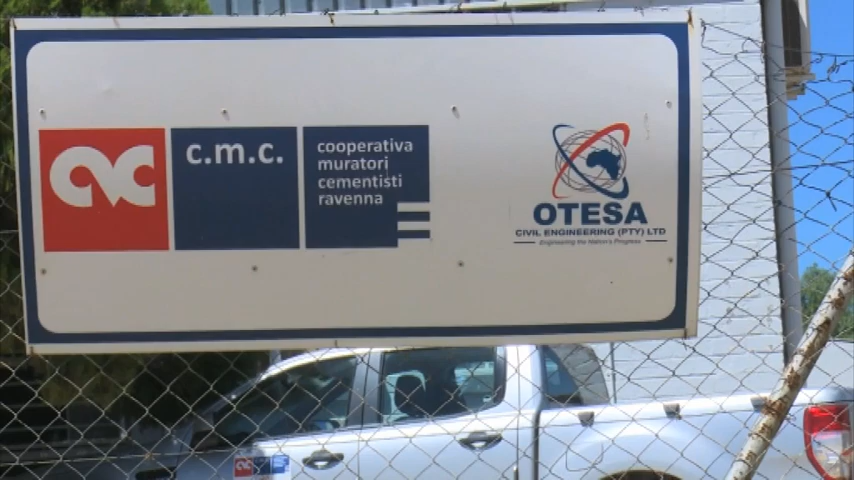 c.m.c.
cooperativa
muratori
cementisti
ravenna
OTESA
CIVIL ENGINEERING (PTY) LTD
Engineering the Nation's Progress